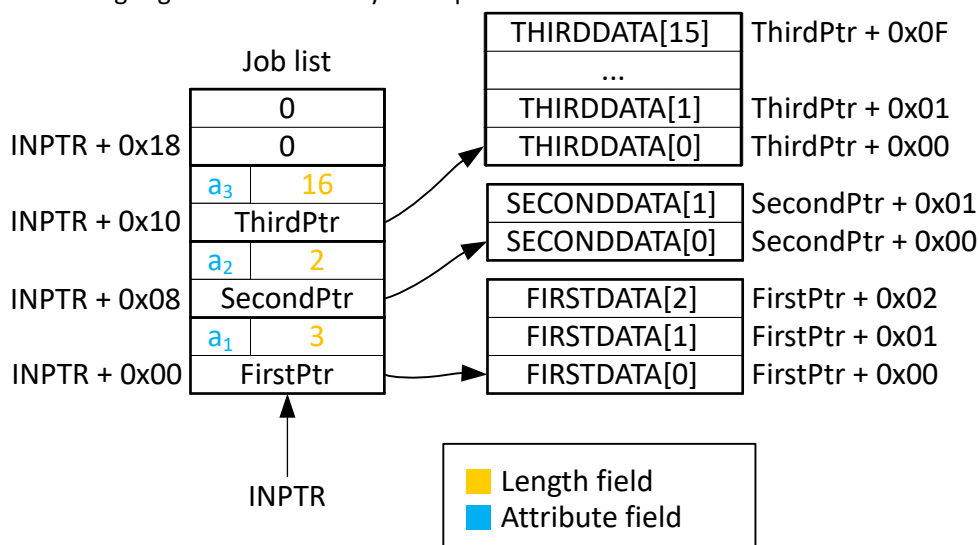 Job list
0
INPTR + 0x18 0
a3 16
INPTR + 0x10 ThirdPtr
a2 2
INPTR + 0x08 SecondPtr
a1 3
INPTR + 0x00 FirstPtr
INPTR
THIRDDATA[15] ThirdPtr + 0x0F
...
THIRDDATA[1] ThirdPtr + 0x01
THIRDDATA[0] ThirdPtr + 0x00
SECONDDATA[1] SecondPtr + 0x01
SECONDDATA[0] SecondPtr + 0x00
FIRSTDATA[2] FirstPtr + 0x02
FIRSTDATA[1] FirstPtr + 0x01
FIRSTDATA[0] FirstPtr + 0x00
Length field
Attribute field